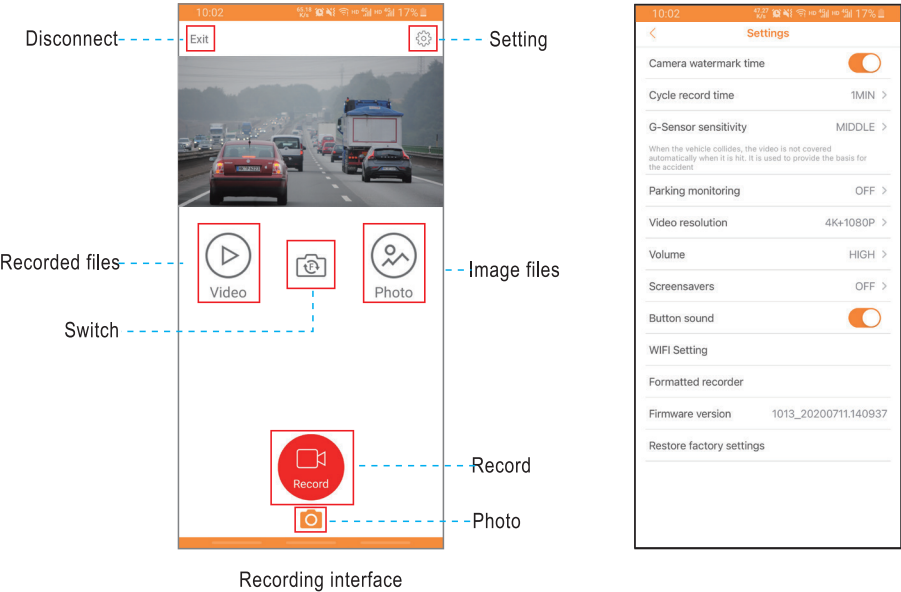 10:02 17%
Disconnect
Exit
Setting
Recorded files
Video
Photo
Image files
Switch
Record
Record
Photo
Recording interface
10:02 17%
Settings
Camera watermark time
Cycle record time 1MIN >
G-Sensor sensitivity MIDDLE >
When the vehicle collides, the video is not covered
automatically when it is hit. It is used to provide the basis for
the accident
Parking monitoring OFF >
Video resolution 4K+1080P >
Volume HIGH >
Screensavers OFF >
Button sound
WIFI Setting
Formatted recorder
Firmware version 1013_20200711.140937
Restore factory settings